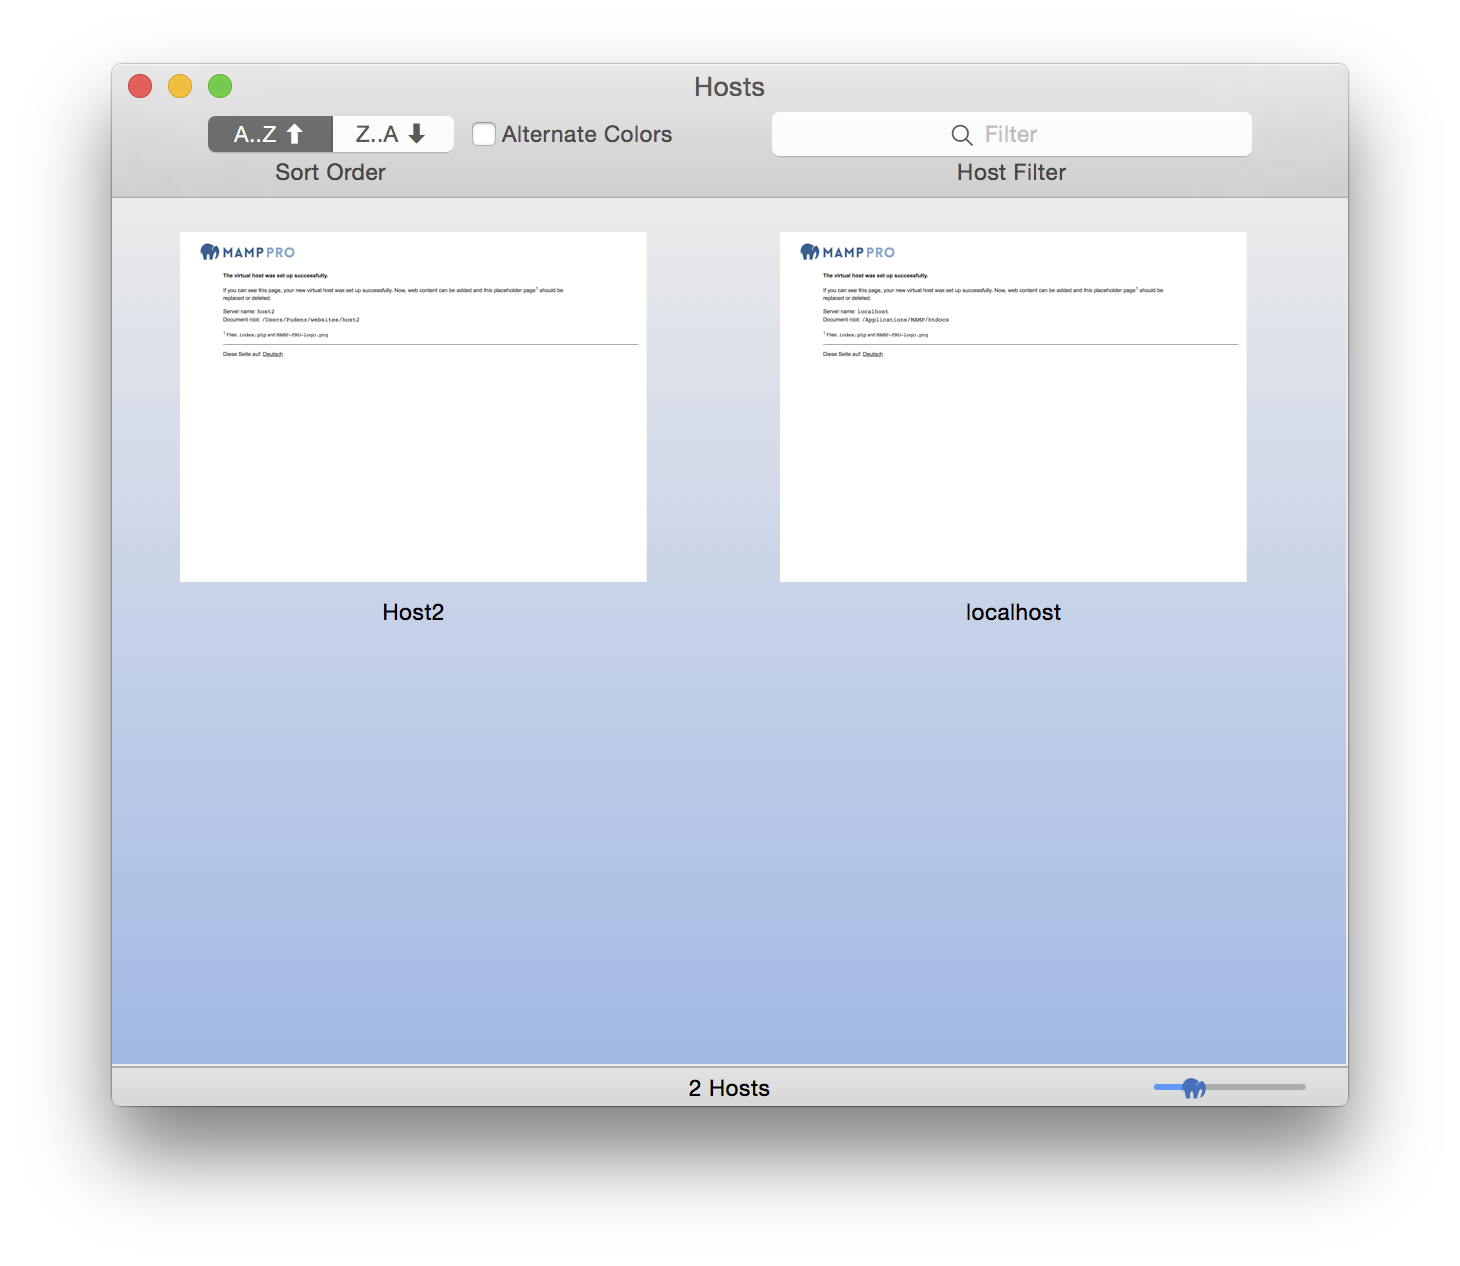 Hosts
A..Z Z..A Alternate Colors Filter
Sort Order Host Filter
MAMP PRO
The virtual host was set up successfully.
If you can see this page, your new virtual host was set up successfully. Now, web content can be added and this placeholder page¹ should be
replaced or deleted.
Server name: host2
Document root: /Users/Pudenz/websites/host2
¹ Files: index.php and MAMP-PRO-Logo.png
Diese Seite auf: Deutsch
Host2
MAMP PRO
The virtual host was set up successfully.
If you can see this page, your new virtual host was set up successfully. Now, web content can be added and this placeholder page¹ should be
replaced or deleted.
Server name: localhost
Document root: /Applications/MAMP/htdocs
¹ Files: index.php and MAMP-PRO-Logo.png
Diese Seite auf: Deutsch
localhost
2 Hosts